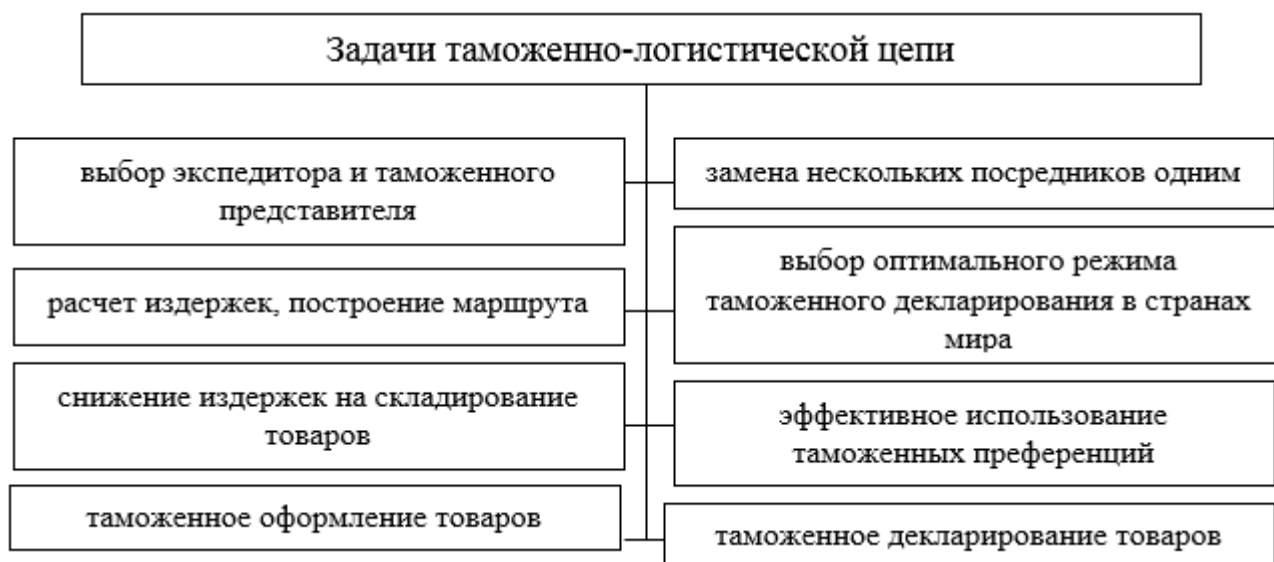 Задачи таможенно-логистической цепи
выбор экспедитора и таможенного
представителя
расчет издержек, построение маршрута
снижение издержек на складирование
товаров
таможенное оформление товаров
замена нескольких посредников одним
выбор оптимального режима
таможенного декларирования в странах
мира
эффективное использование
таможенных преференций
таможенное декларирование товаров